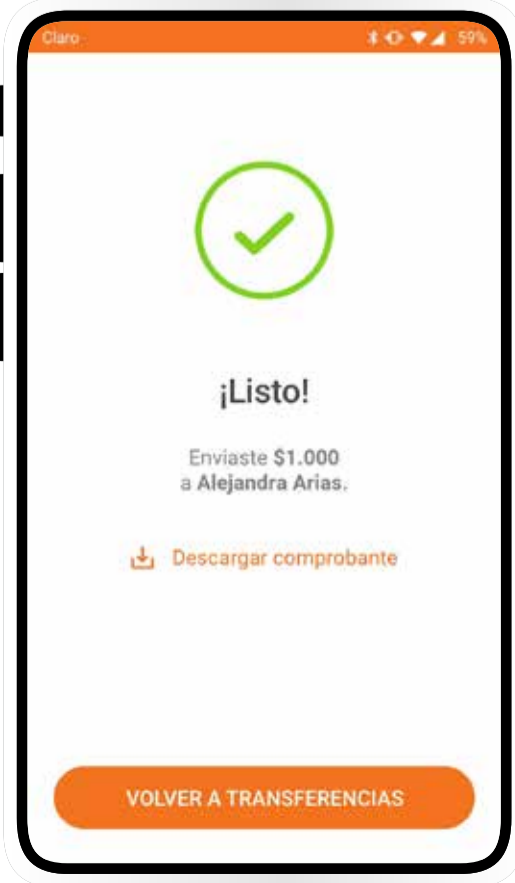 Claro
59%
¡Listo!
Enviaste $1.000
a Alejandra Arias.
Descargar comprobante
VOLVER A TRANSFERENCIAS